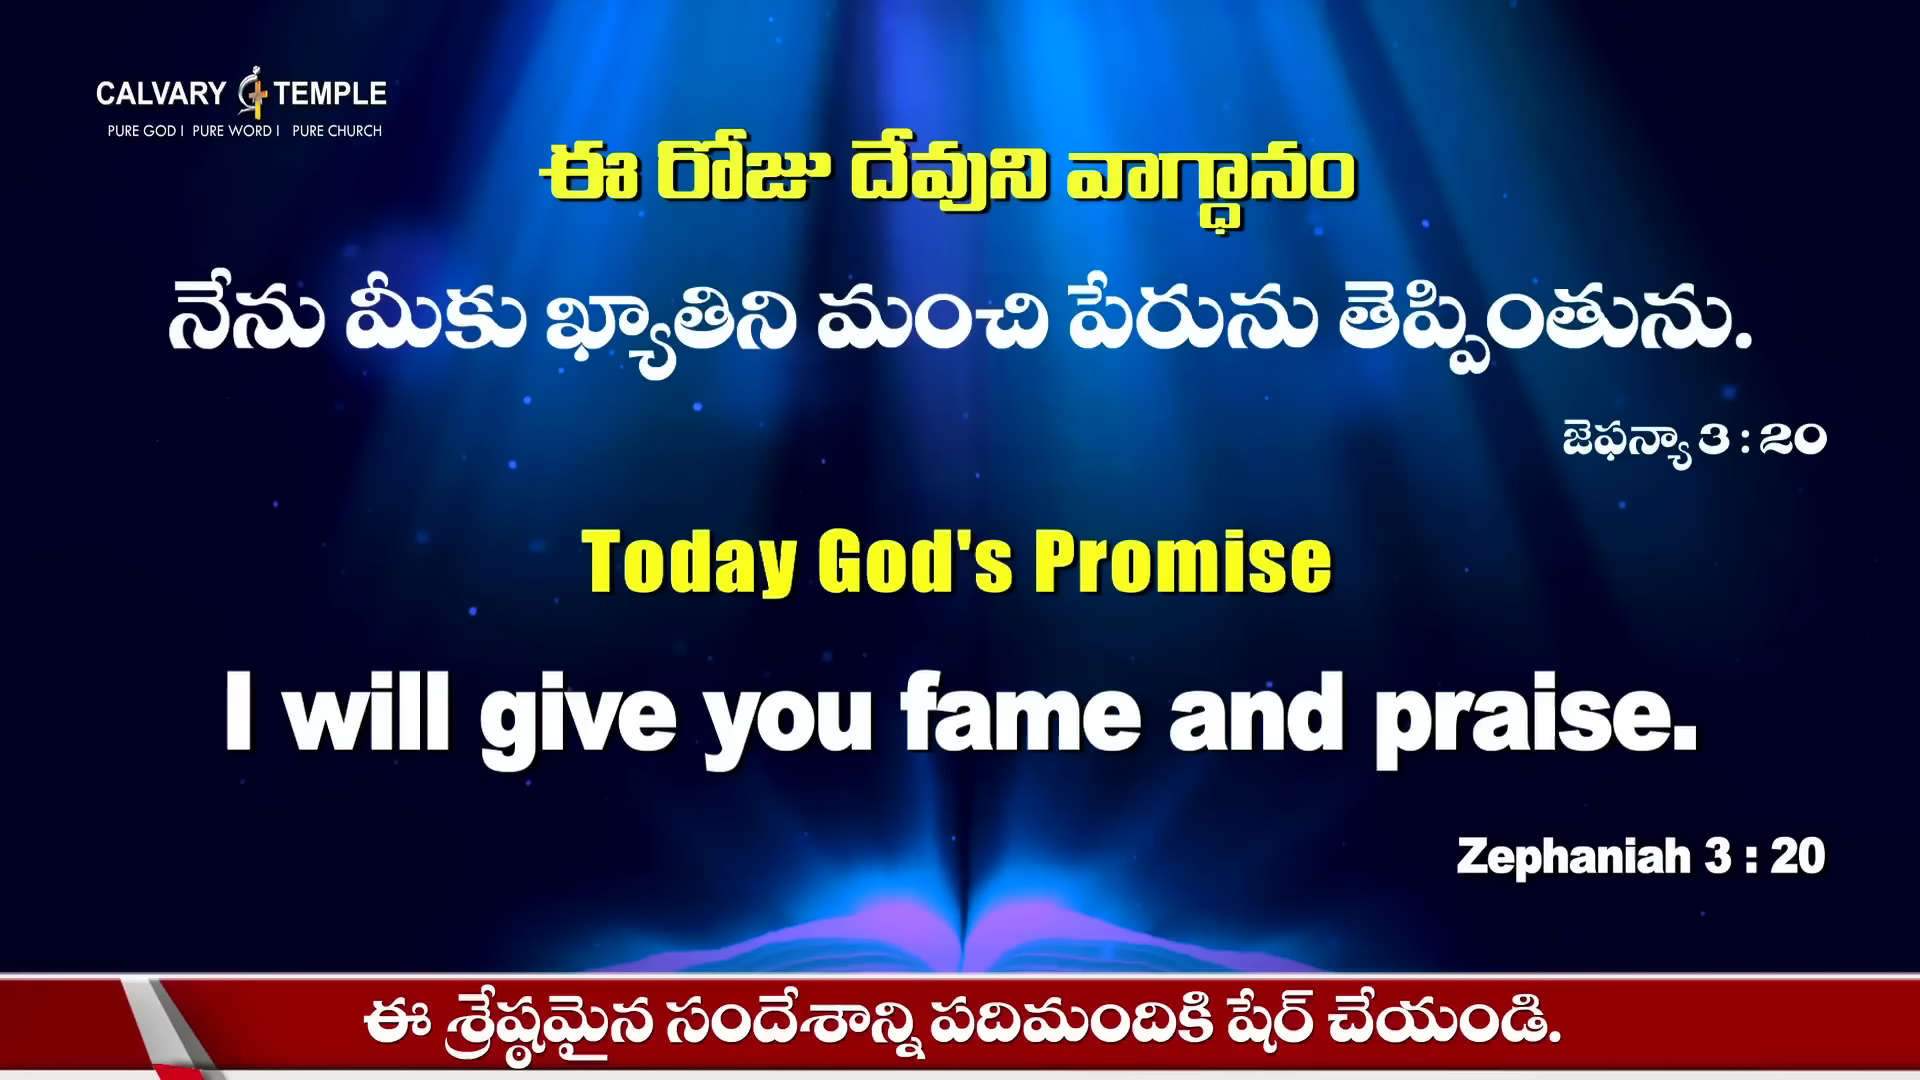 CALVARY TEMPLE
PURE GOD I PURE WORD I PURE CHURCH
ఈ రోజు దేవుని వాగ్ధానం
నేను మీకు ఖ్యాతిని మంచి పేరును తెప్పింతును.
జెఫన్యా 3 : 20
Today God's Promise
I will give you fame and praise.
Zephaniah 3 : 20
ఈ శ్రేష్ఠమైన సందేశాన్ని పదిమందికి షేర్ చేయండి.